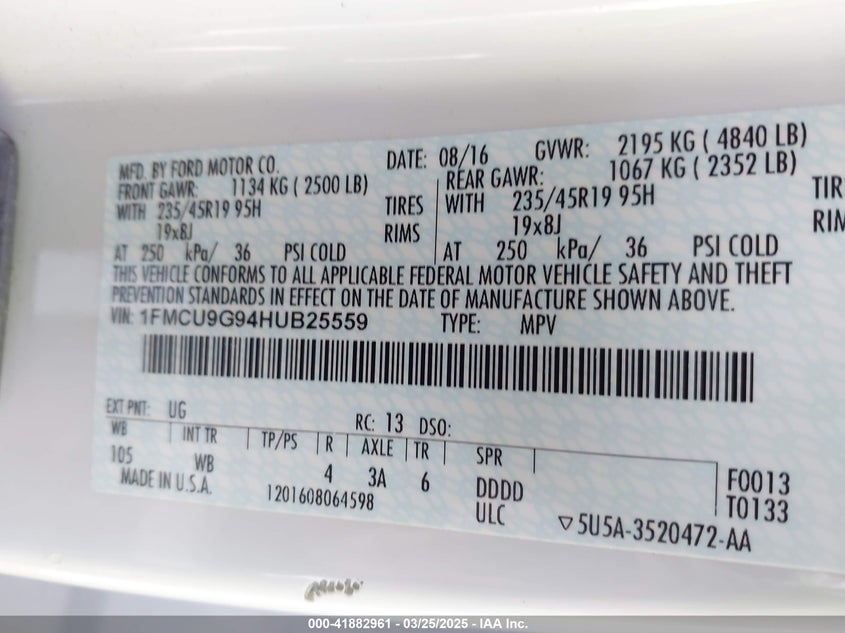 MFD. BY FORD MOTOR CO.
DATE: 08/16 GVWR: 2195 KG ( 4840 LB)
FRONT GAWR: 1134 KG ( 2500 LB) REAR GAWR: 1067 KG ( 2352 LB)
WITH 235/45R19 95H TIRES WITH 235/45R19 95H TIRE
19x8J RIMS 19x8J RIM
AT 250 kPa/ 36 PSI COLD AT 250 kPa/ 36 PSI COLD
THIS VEHICLE CONFORMS TO ALL APPLICABLE FEDERAL MOTOR VEHICLE SAFETY AND THEFT
PREVENTION STANDARDS IN EFFECT ON THE DATE OF MANUFACTURE SHOWN ABOVE.
VIN: 1FMCU9G94HUB25559 TYPE: MPV
EXT PNT: UG RC: 13 DSO:
WB INT TR TP/PS R AXLE TR SPR
105 WB 4 3A 6 DDDD F0013
MADE IN U.S.A. 1201608064598 ULC T0133
▽5U5A-3520472-AA
000-41882961 - 03/25/2025 - IAA Inc.